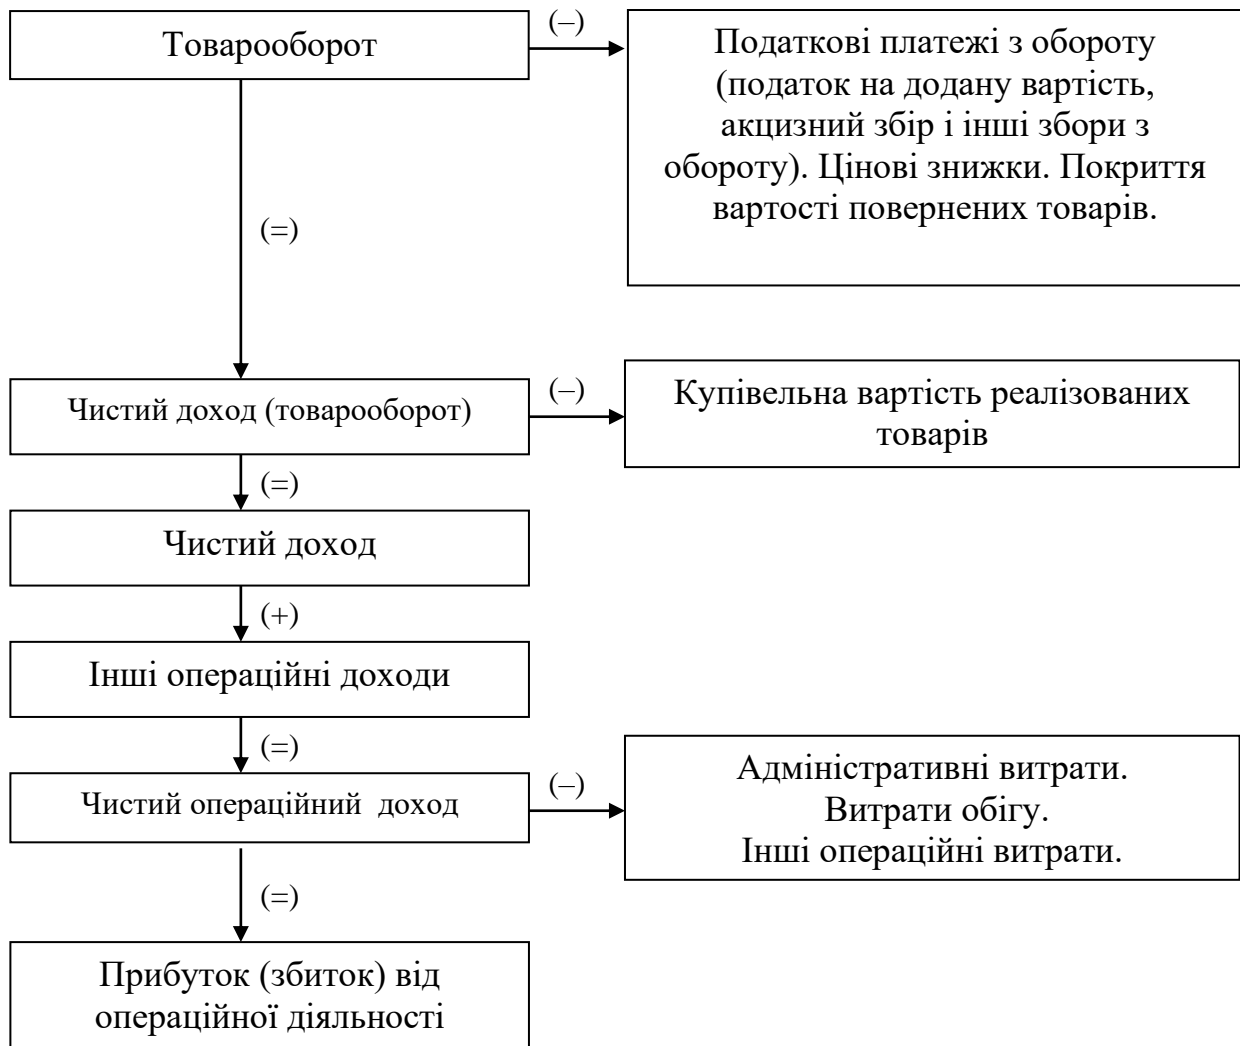 Товарооборот
(–)
Податкові платежі з обороту
(податок на додану вартість,
акцизний збір і інші збори з
обороту). Цінові знижки. Покриття
вартості повернених товарів.
(=)
Чистий доход (товарооборот)
(–)
Купівельна вартість реалізованих
товарів
(=)
Чистий доход
(+)
Інші операційні доходи
(=)
Чистий операційний доход
(–)
Адміністративні витрати.
Витрати обігу.
Інші операційні витрати.
(=)
Прибуток (збиток) від
операційної діяльності